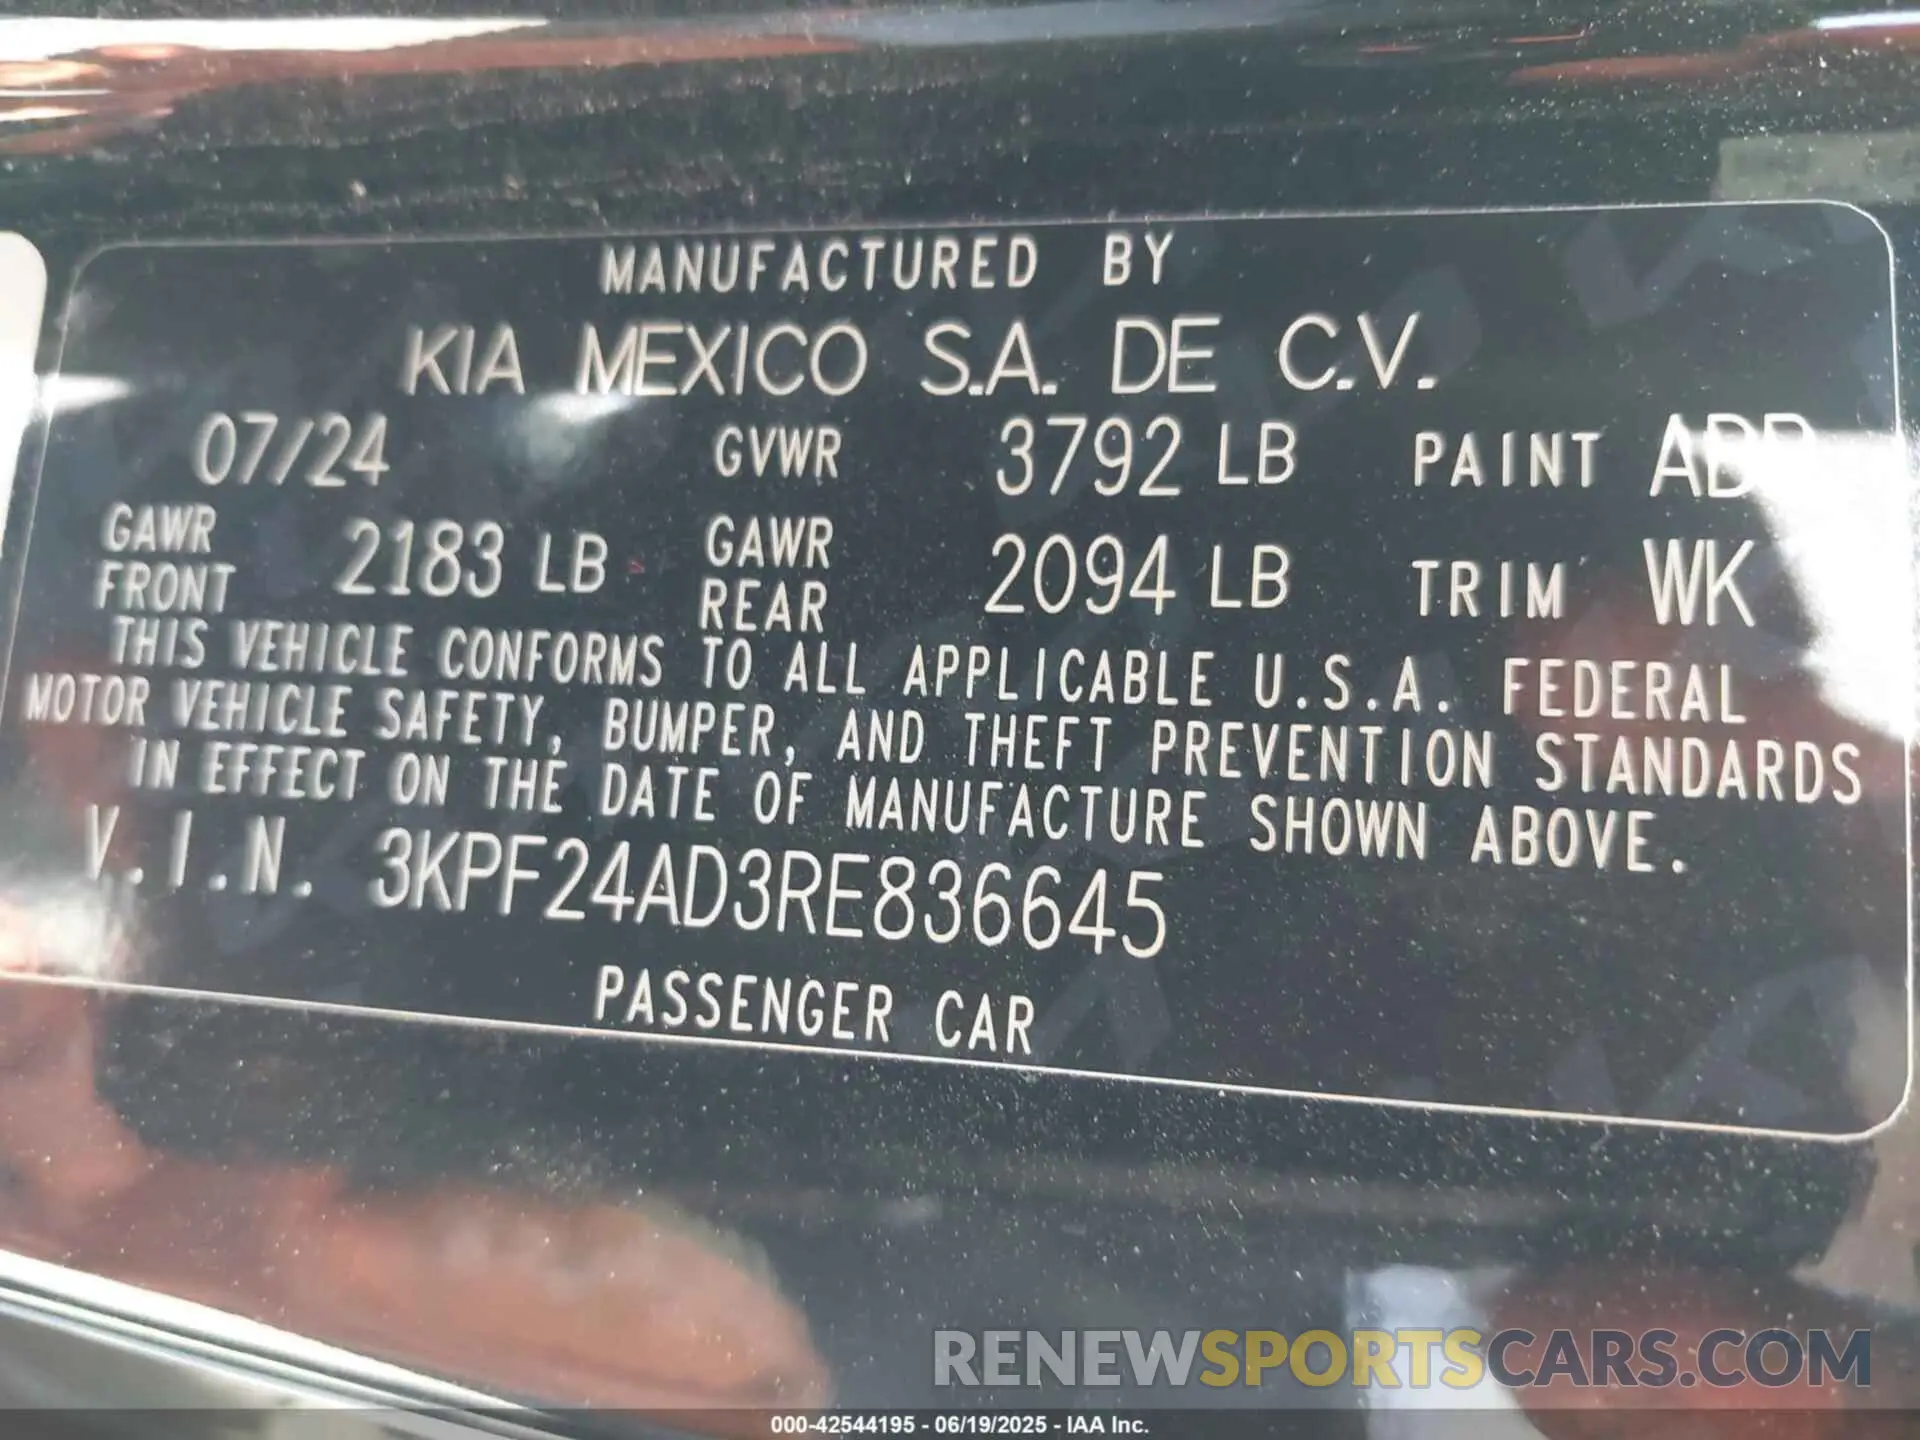 MANUFACTURED BY
KIA MEXICO S.A. DE C.V.
07/24 GVWR 3792 LB PAINT
GAWR FRONT 2183 LB GAWR REAR 2094 LB TRIM WK
THIS VEHICLE CONFORMS TO ALL APPLICABLE U.S.A. FEDERAL
MOTOR VEHICLE SAFETY, BUMPER, AND THEFT PREVENTION STANDARDS
IN EFFECT ON THE DATE OF MANUFACTURE SHOWN ABOVE.
V.I.N. 3KPF24AD3RE836645
PASSENGER CAR
RENEWSPORTSCARS.COM
000-42544195 - 06/19/2025 - IAA Inc.